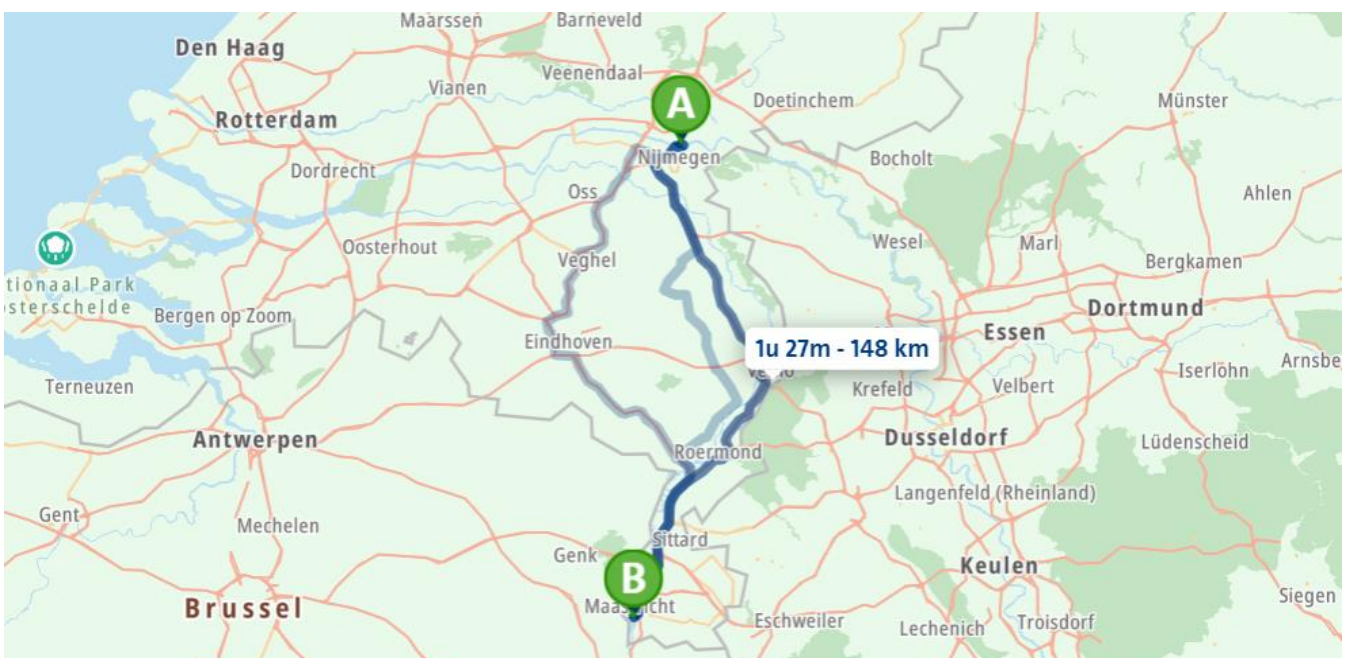 Maarssen
Barneveld
Den Haag
Veenendaal
Vianen
A
Doetinchem
Münster
Rotterdam
Nijmegen
Bocholt
Dordrecht
Oss
Ahlen
Oosterhout
Wesel
Marl
Veghel
Bergkamen
tionaal Park
osterschelde
Bergen op Zoom
Dortmund
Essen
Eindhoven
1u 27m - 148 km
Arnsbe
Iserlöhn
Terneuzen
Krefeld
Velbert
Antwerpen
Dusseldorf
Lüdenscheid
Roermond
Langenfeld (Rheinland)
Gent
Mechelen
Sittard
Genk
Keulen
B
Siegen
Brussel
Eschweiler
Lechenich
Troisdorf